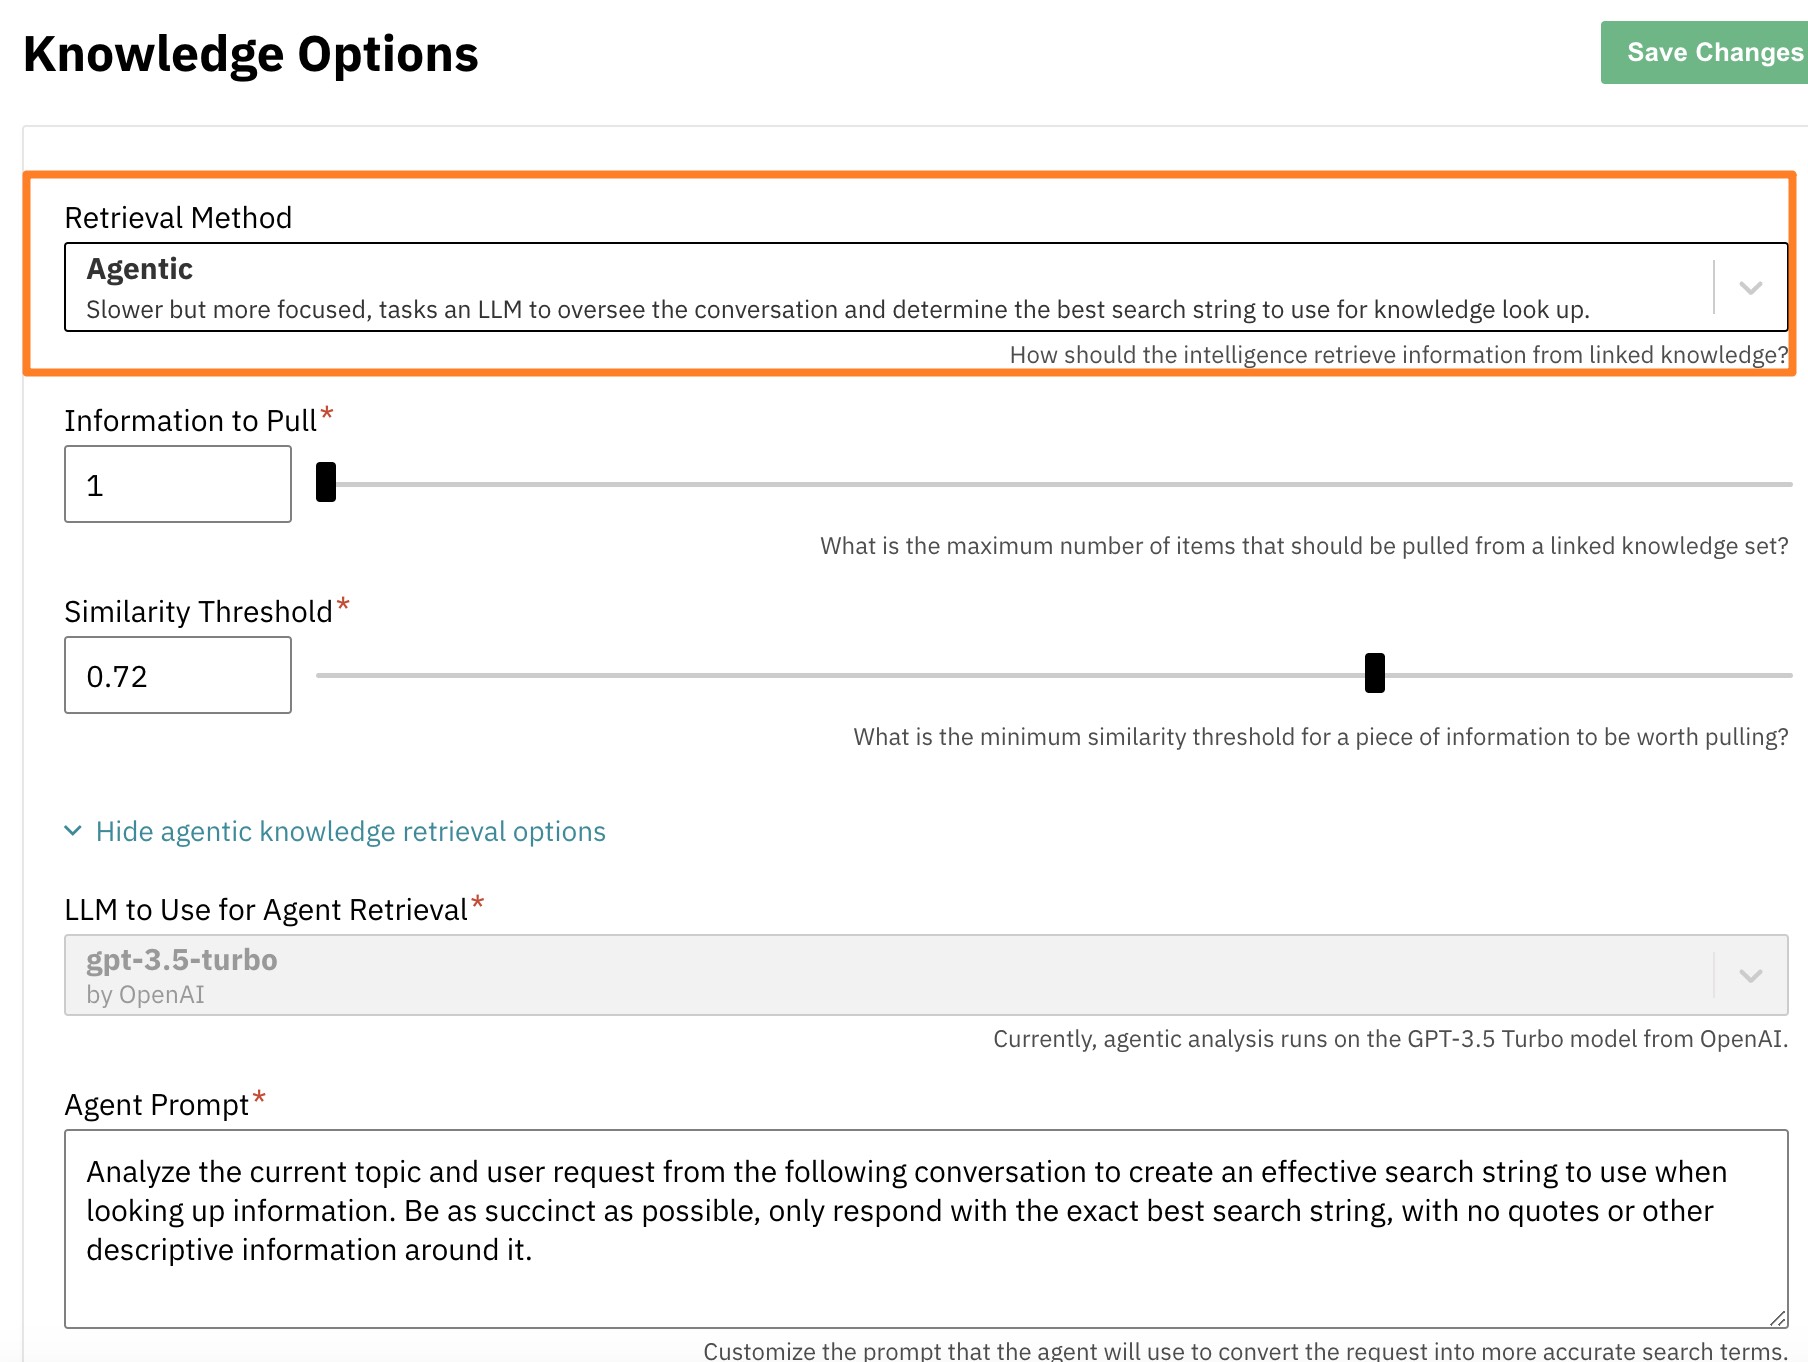 Knowledge Options
Save Changes
Retrieval Method
Agentic
Slower but more focused, tasks an LLM to oversee the conversation and determine the best search string to use for knowledge look up.
How should the intelligence retrieve information from linked knowledge?
Information to Pull*
1
What is the maximum number of items that should be pulled from a linked knowledge set?
Similarity Threshold*
0.72
What is the minimum similarity threshold for a piece of information to be worth pulling?
Hide agentic knowledge retrieval options
LLM to Use for Agent Retrieval*
gpt-3.5-turbo
by OpenAI
Currently, agentic analysis runs on the GPT-3.5 Turbo model from OpenAI.
Agent Prompt*
Analyze the current topic and user request from the following conversation to create an effective search string to use when
looking up information. Be as succinct as possible, only respond with the exact best search string, with no quotes or other
descriptive information around it.
Customize the prompt that the agent will use to convert the request into more accurate search terms.